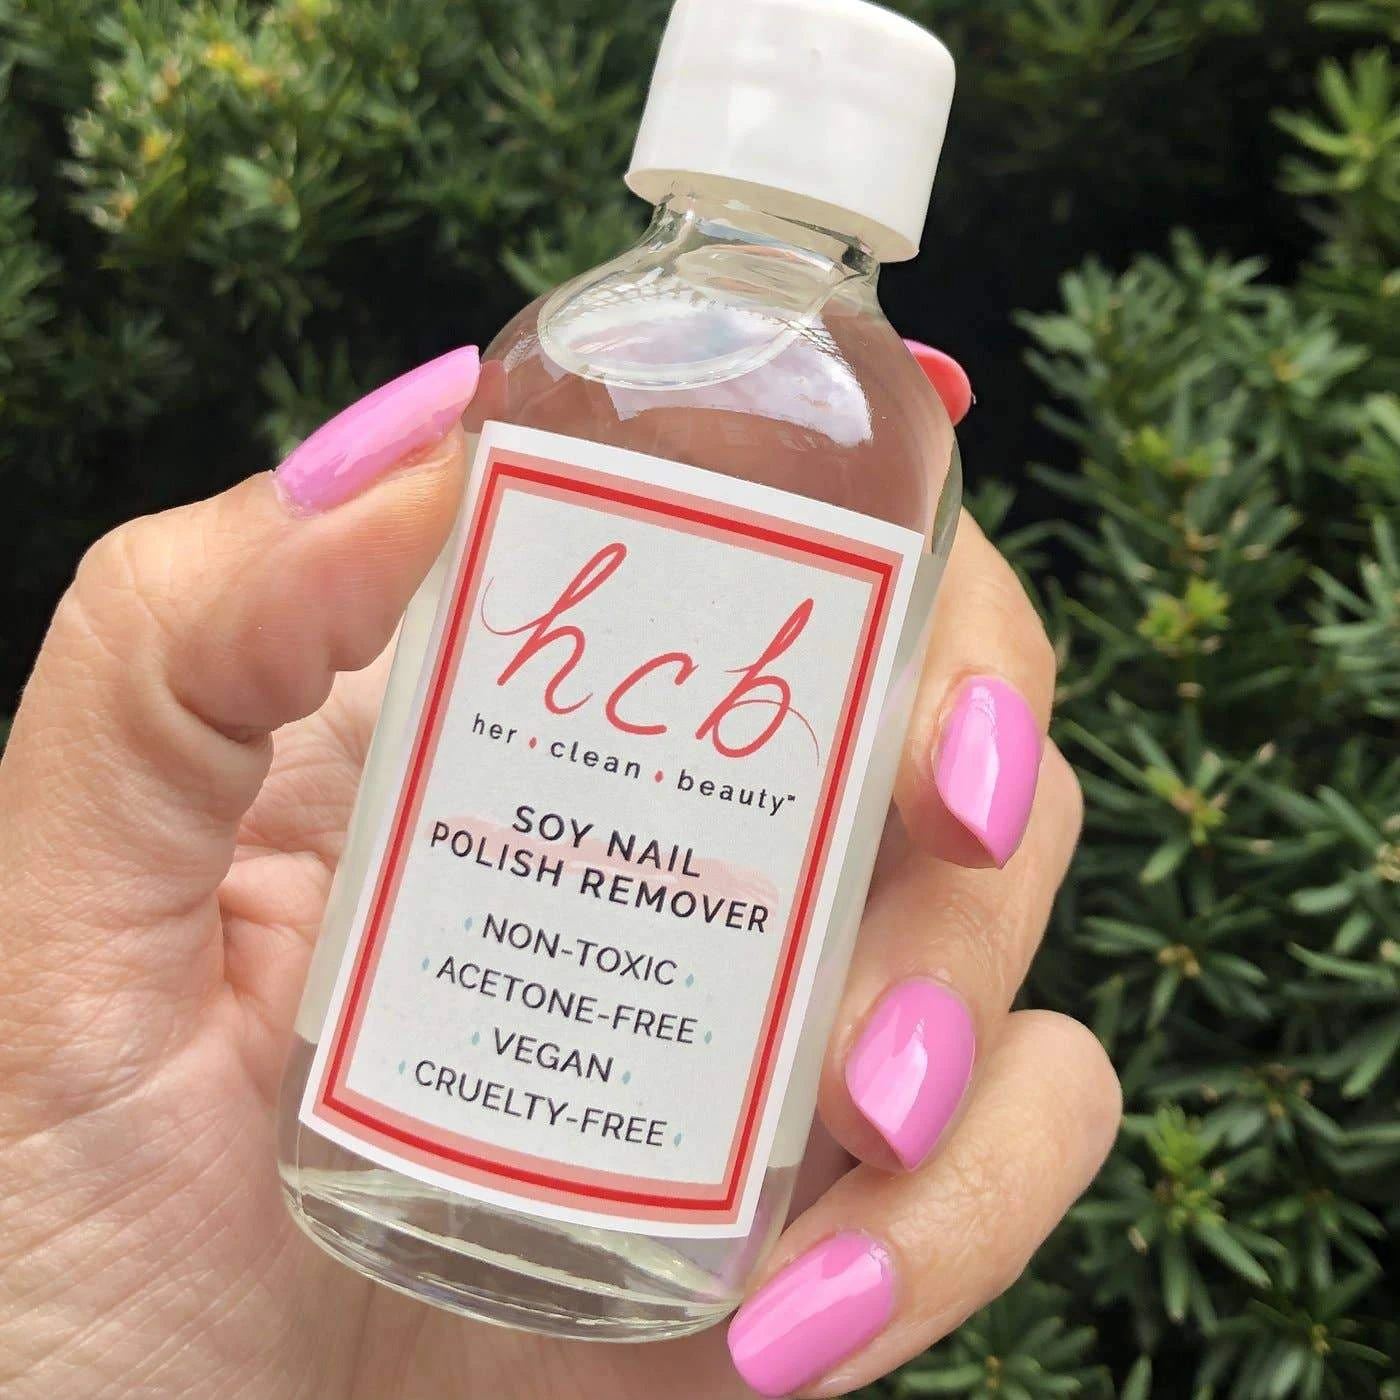 hcb
her • clean • beauty™
SOY NAIL
POLISH REMOVER
NON-TOXIC
ACETONE-FREE
VEGAN
CRUELTY-FREE